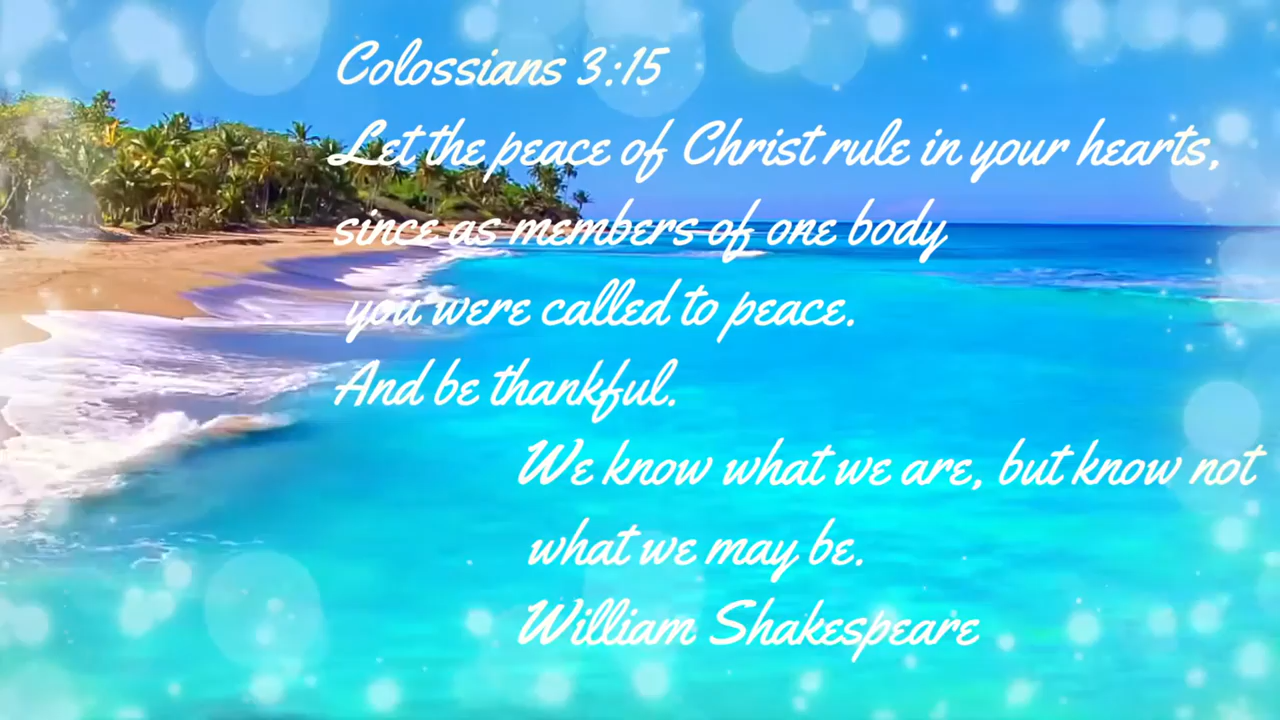 Colossians 3:15
Let the peace of Christ rule in your hearts,
since as members of one body
you were called to peace.
And be thankful.
We know what we are, but know not
what we may be.
William Shakespeare